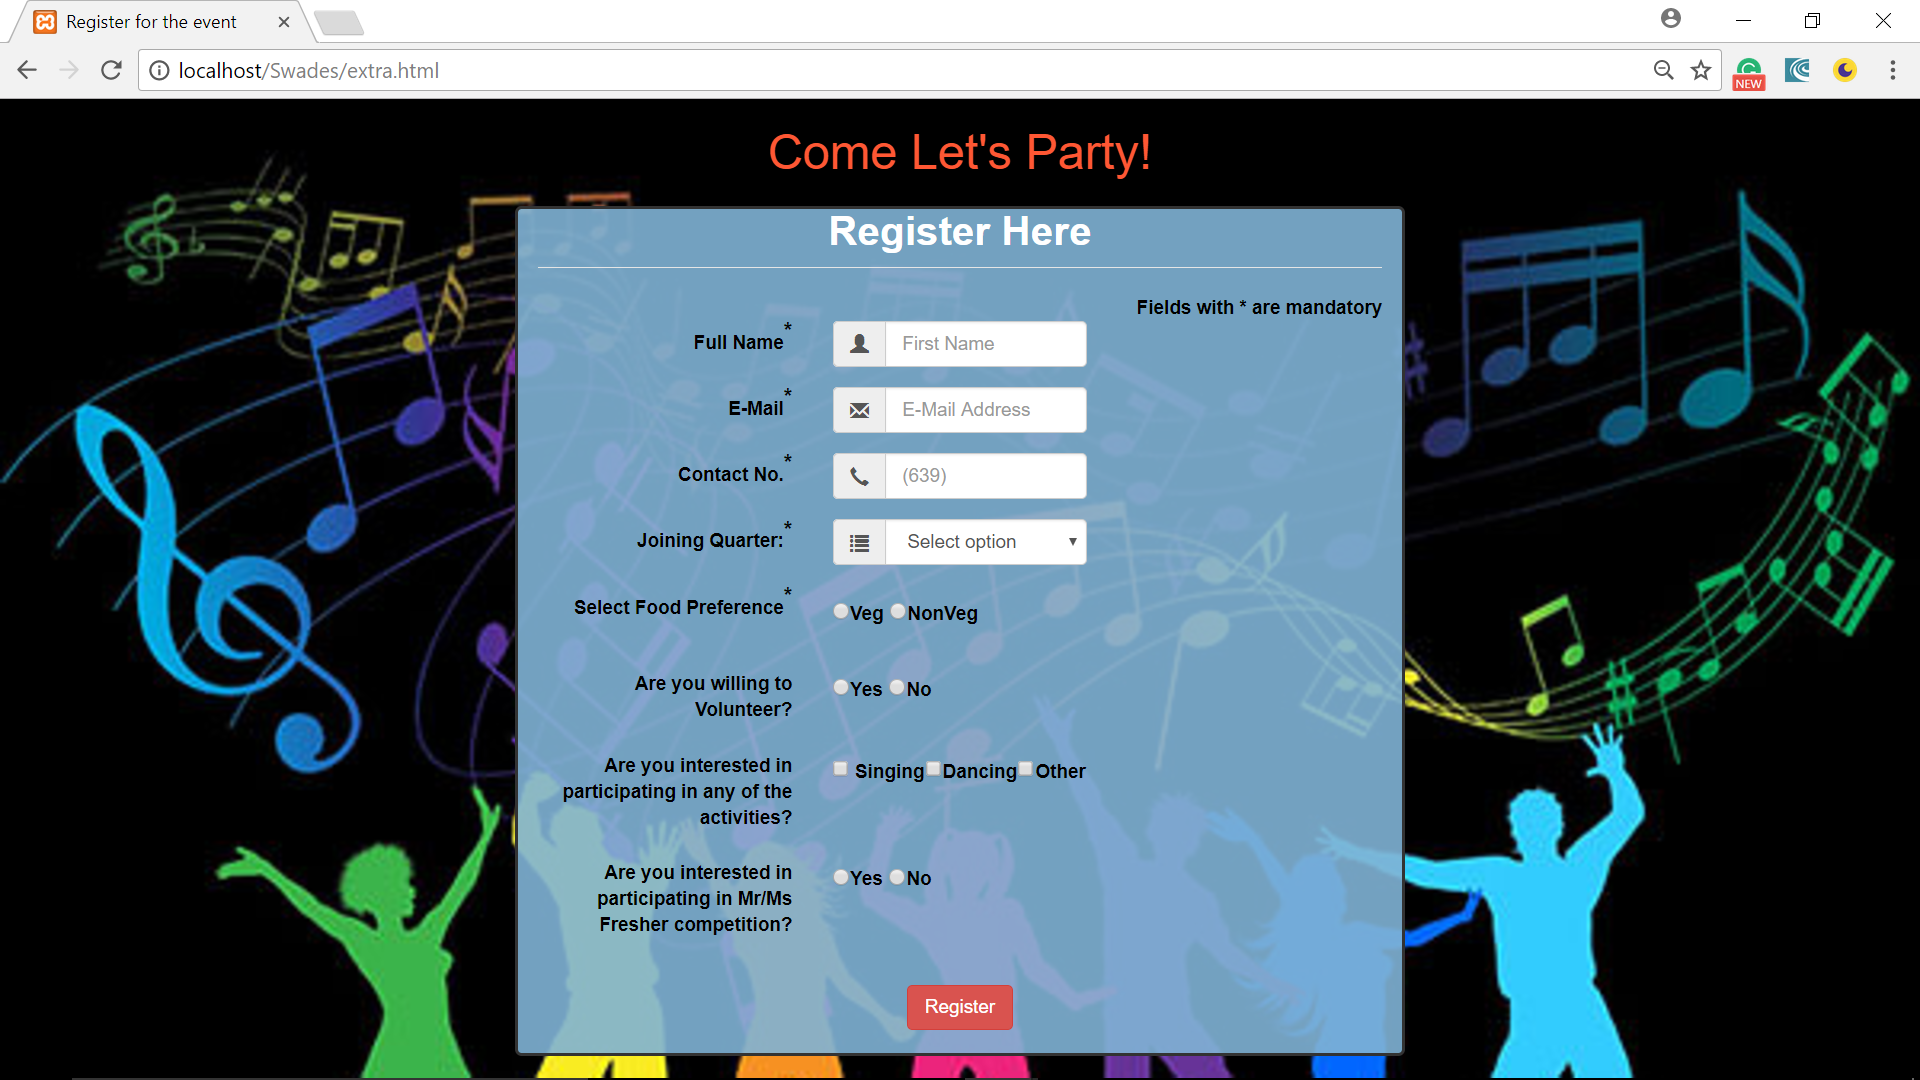 Register for the event
localhost/Swades/extra.html
NEW
Come Let's Party!
Register Here
Fields with * are mandatory
Full Name*
First Name
E-Mail*
E-Mail Address
Contact No.*
(639)
Joining Quarter:*
Select option
Select Food Preference*
Veg NonVeg
Are you willing to
Volunteer?
Yes No
Are you interested in
participating in any of the
activities?
Singing Dancing Other
Are you interested in
participating in Mr/Ms
Fresher competition?
Yes No
Register